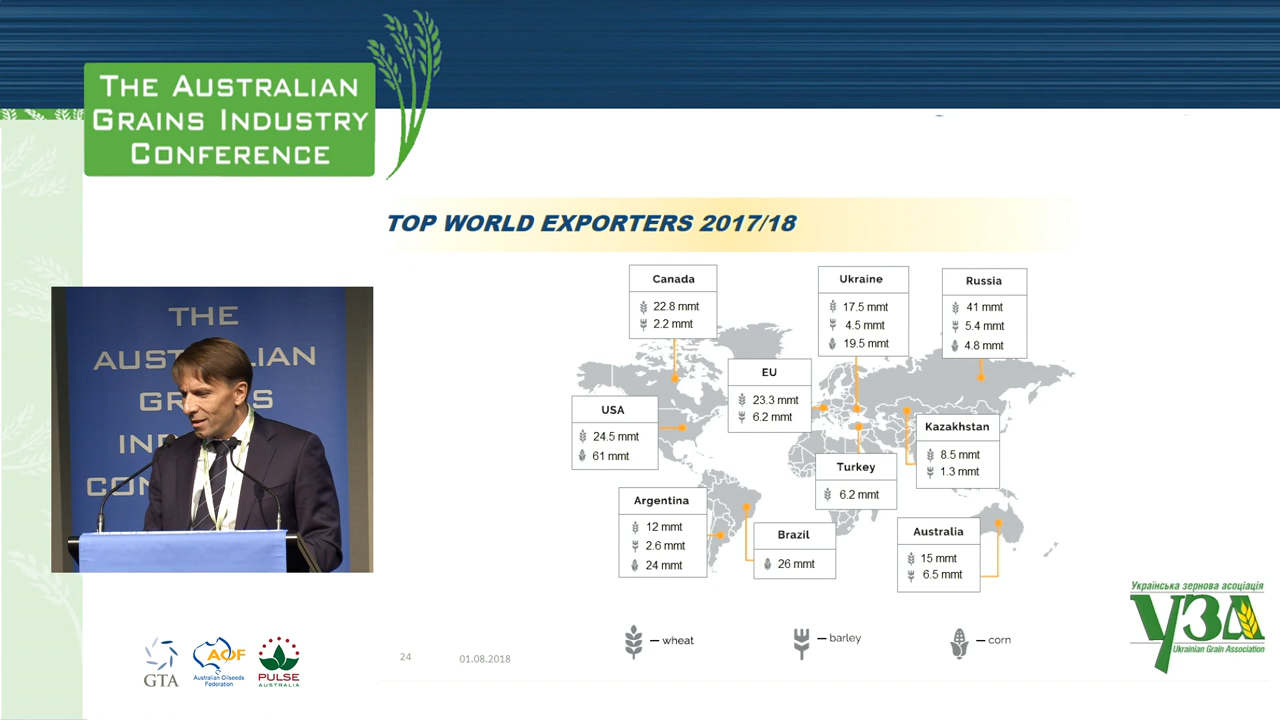 THE AUSTRALIAN
GRAINS INDUSTRY
CONFERENCE
TOP WORLD EXPORTERS 2017/18
Canada
22.8 mmt
2.2 mmt
Ukraine
17.5 mmt
4.5 mmt
19.5 mmt
Russia
41 mmt
5.4 mmt
4.8 mmt
EU
23.3 mmt
6.2 mmt
USA
24.5 mmt
61 mmt
Kazakhstan
8.5 mmt
1.3 mmt
Turkey
6.2 mmt
Argentina
12 mmt
2.6 mmt
24 mmt
Brazil
26 mmt
Australia
15 mmt
6.5 mmt
— wheat
— barley
— corn
24
01.08.2018
THE
AUSTRALIAN
GR S
IN
CON
GTA
AOF
Australian Oilseeds
Federation
PULSE
AUSTRALIA
Українська зернова асоціація
УЗА
Ukrainian Grain Association